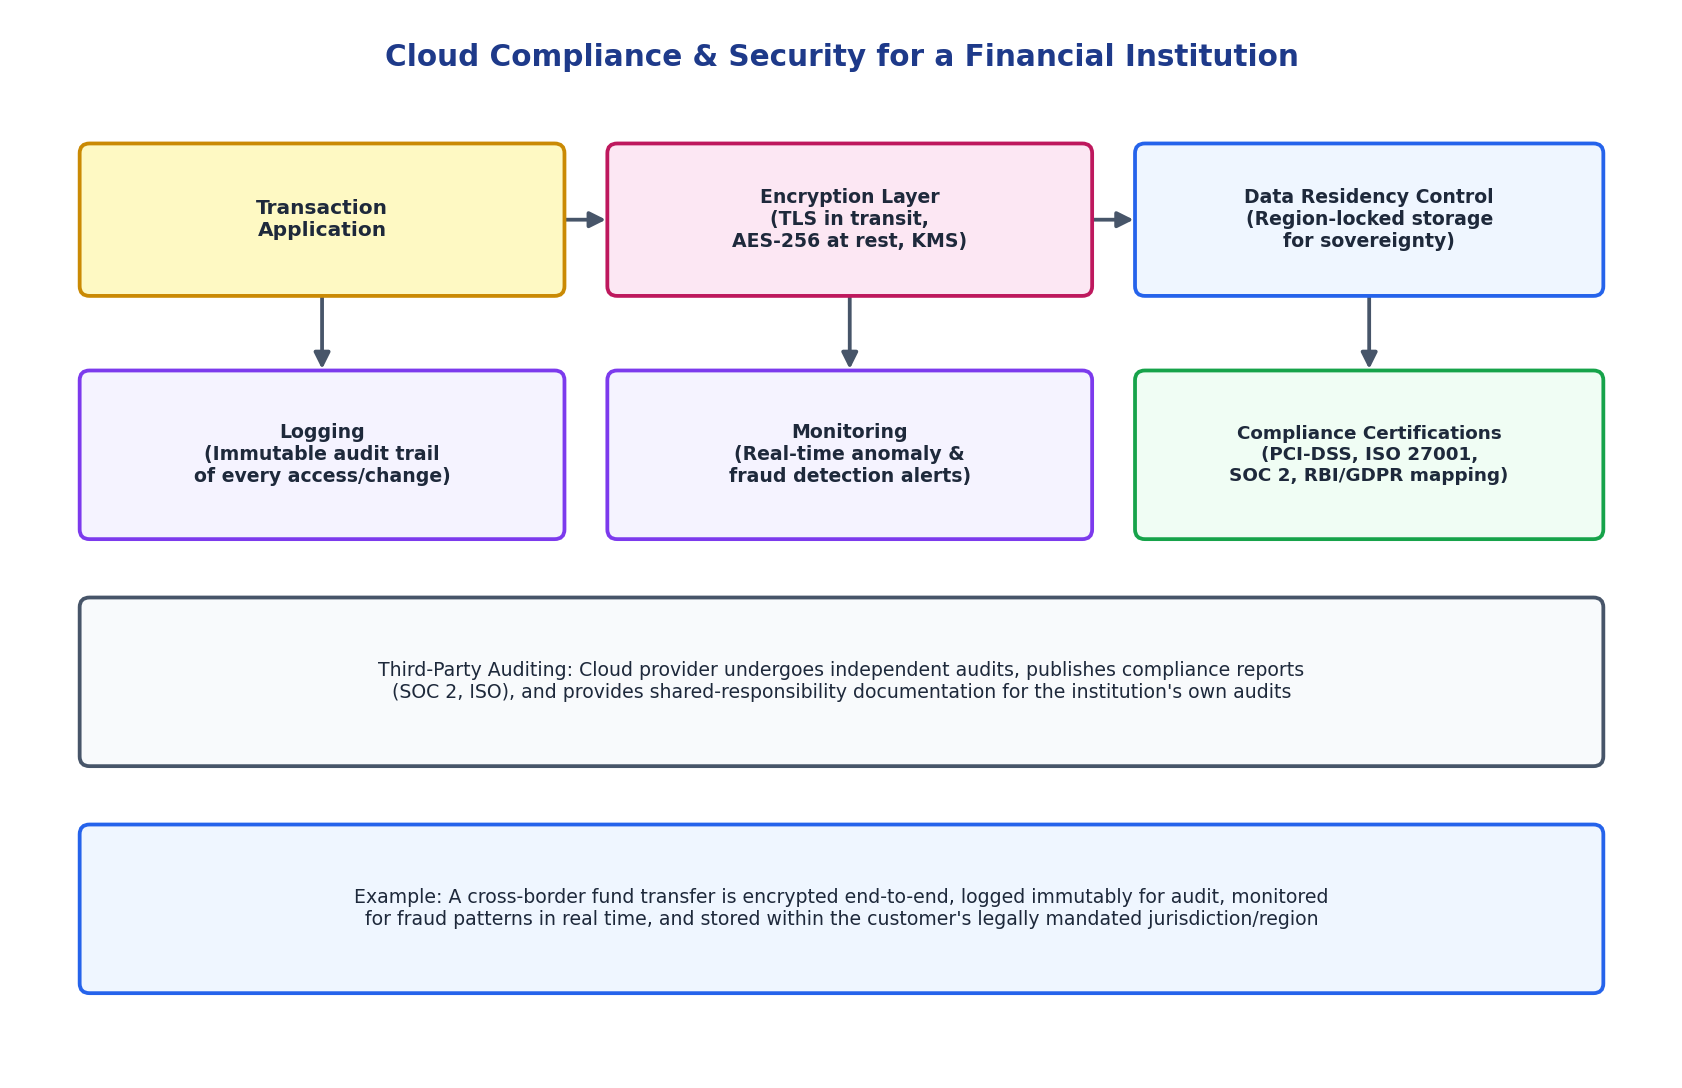 Cloud Compliance & Security for a Financial Institution
Transaction
Application
Encryption Layer
(TLS in transit,
AES-256 at rest, KMS)
Data Residency Control
(Region-locked storage
for sovereignty)
Logging
(Immutable audit trail
of every access/change)
Monitoring
(Real-time anomaly &
fraud detection alerts)
Compliance Certifications
(PCI-DSS, ISO 27001,
SOC 2, RBI/GDPR mapping)
Third-Party Auditing: Cloud provider undergoes independent audits, publishes compliance reports
(SOC 2, ISO), and provides shared-responsibility documentation for the institution's own audits
Example: A cross-border fund transfer is encrypted end-to-end, logged immutably for audit, monitored
for fraud patterns in real time, and stored within the customer's legally mandated jurisdiction/region